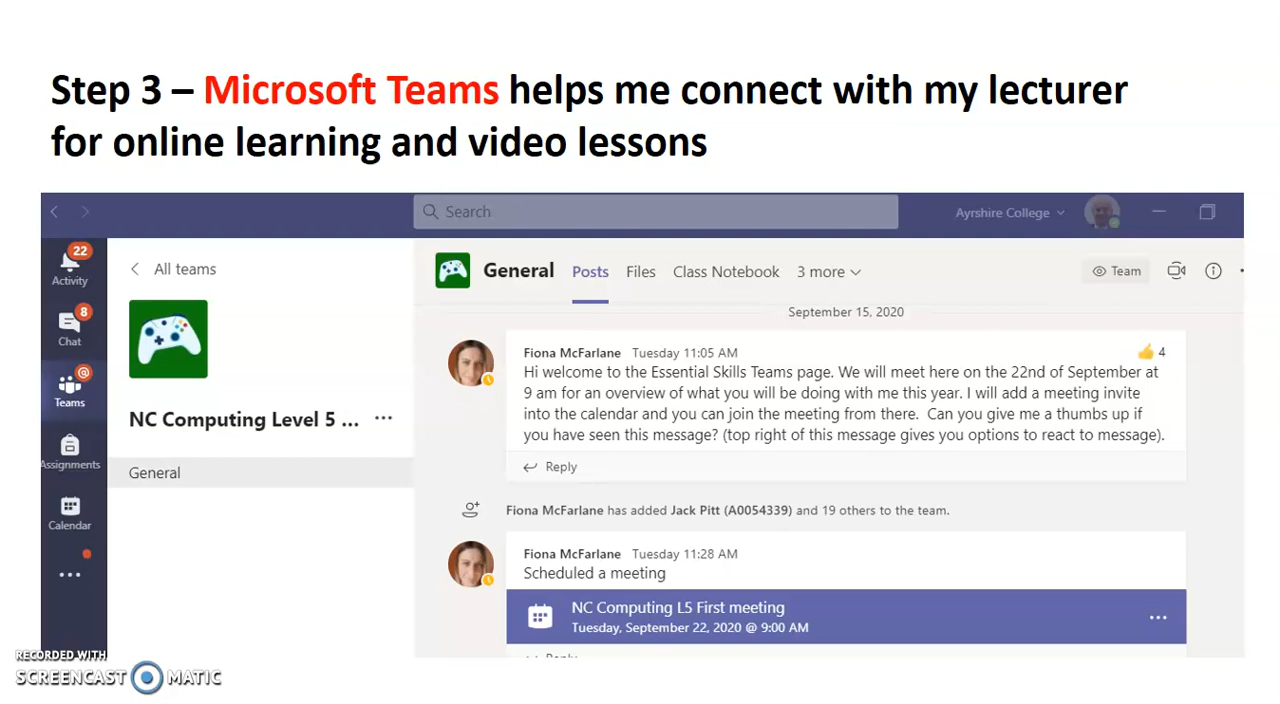 Step 3 – Microsoft Teams helps me connect with my lecturer
for online learning and video lessons
Search
Ayrshire College
22
Activity
8
Chat
@
Teams
Assignments
Calendar
All teams
NC Computing Level 5 ...
General
General
Posts
Files
Class Notebook
3 more
Team
September 15, 2020
Fiona McFarlane Tuesday 11:05 AM
4
Hi welcome to the Essential Skills Teams page. We will meet here on the 22nd of September at
9 am for an overview of what you will be doing with me this year. I will add a meeting invite
into the calendar and you can join the meeting from there. Can you give me a thumbs up if
you have seen this message? (top right of this message gives you options to react to message).
Reply
Fiona McFarlane has added Jack Pitt (A0054339) and 19 others to the team.
Fiona McFarlane Tuesday 11:28 AM
Scheduled a meeting
NC Computing L5 First meeting
Tuesday, September 22, 2020 @ 9:00 AM
Reply
RECORDED WITH
SCREENCAST MATIC